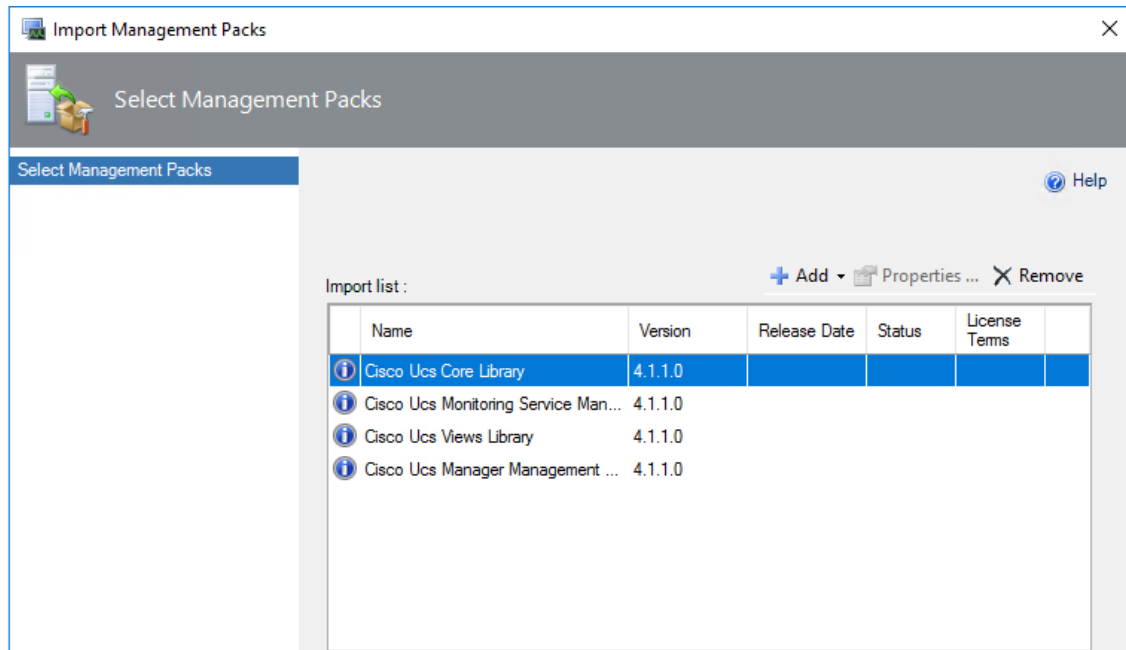 Import Management Packs
Select Management Packs
Select Management Packs
Help
Import list :
Add
Properties ...
Remove
Name Version Release Date Status License Terms
Cisco Ucs Core Library 4.1.1.0
Cisco Ucs Monitoring Service Man... 4.1.1.0
Cisco Ucs Views Library 4.1.1.0
Cisco Ucs Manager Management ... 4.1.1.0